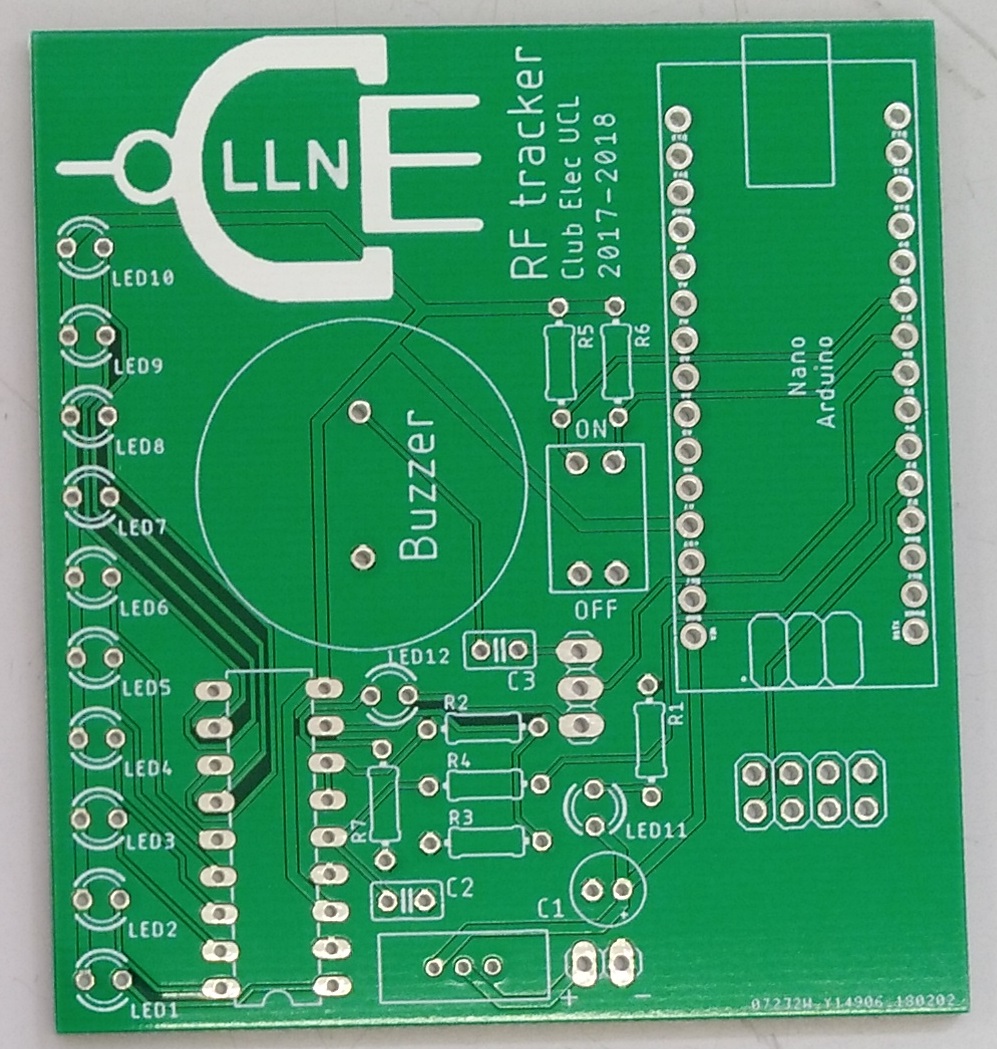 LLN
RF tracker
Club Elec UCL
2017-2018
LED10
LED9
LED8
LED7
LED6
LED5
LED4
LED3
LED2
LED1
Buzzer
R5
R6
ON
OFF
Nano
Arduino
LED12
C3
R2
R4
R3
R7
R1
LED11
C2
C1
+
+ -
07272W_Y14906_180202